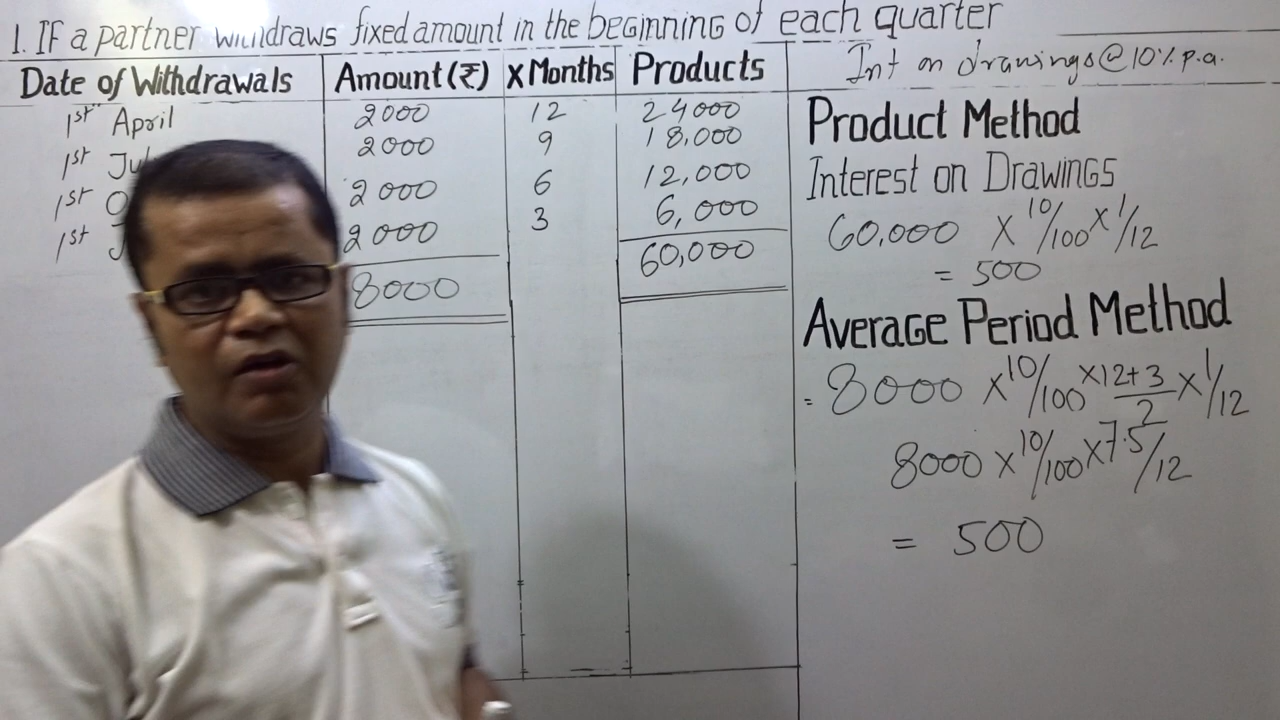 1. IF a partner withdraws fixed amount in the beginning of each quarter
Date of Withdrawals Amount (₹) X Months Products
1st April 2000 12 24000
1st 2000 9 18,000
1st 2000 6 12,000
1st 2000 3 6,000
8000 60,000
Int on drawings @ 10% p.a.
Product Method
Interest on Drawings
60,000 X 10/100 X 1/12
= 500
Average Period Method
= 8000 X 10/100 X 12+3/2 X 1/12
8000 X 10/100 X 7.5/12
= 500